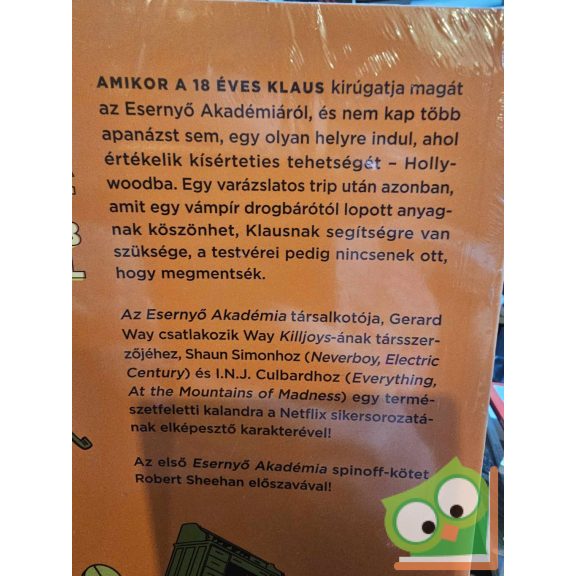 AMIKOR A 18 ÉVES KLAUS kirúgatja magát
az Esernyő Akadémiáról, és nem kap több
apanázst sem, egy olyan helyre indul, ahol
értékelik kísérteties tehetségét – Holly-
woodba. Egy varázslatos trip után azonban,
amit egy vámpír drogbárótól lopott anyag-
nak köszönhet, Klausnak segítségre van
szüksége, a testvérei pedig nincsenek ott,
hogy megmentsék.
Az Esernyő Akadémia társalkotója, Gerard
Way csatlakozik Way Killjoys-ának társszer-
zőjéhez, Shaun Simonhoz (Neverboy, Electric
Century) és I.N.J. Culbardhoz (Everything,
At the Mountains of Madness) egy termé-
szetfeletti kalandra a Netflix sikersorozatá-
nak elképesztő karakterével!
Az első Esernyő Akadémia spinoff-kötet
Robert Sheehan előszavával!